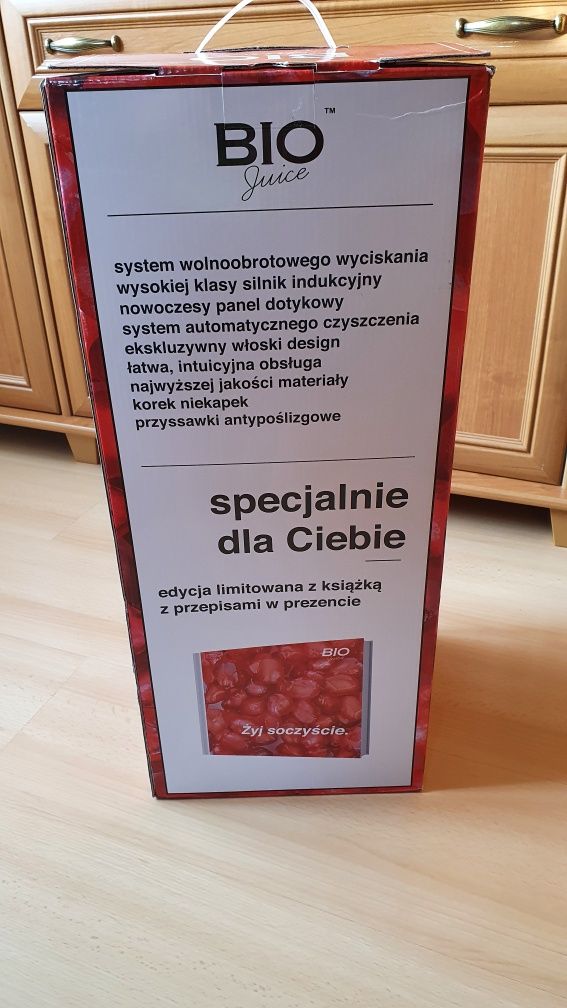 BIO™
Juice
system wolnoobrotowego wyciskania
wysokiej klasy silnik indukcyjny
nowoczesy panel dotykowy
system automatycznego czyszczenia
ekskluzywny włoski design
łatwa, intuicyjna obsługa
najwyższej jakości materiały
korek niekapek
przyssawki antypoślizgowe
specjalnie
dla Ciebie
edycja limitowana z książką
z przepisami w prezencie
BIO
Juice
Żyj soczyście.